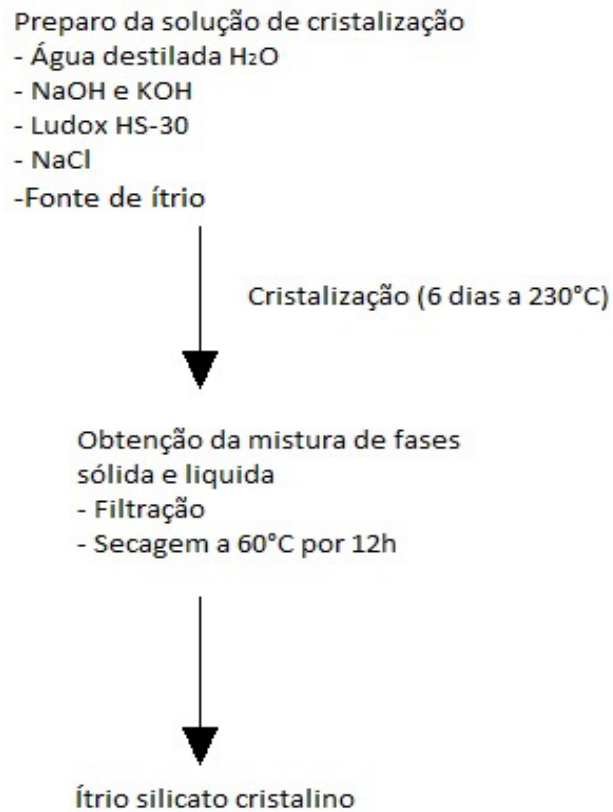 Preparo da solução de cristalização
- Água destilada H₂O
- NaOH e KOH
- Ludox HS-30
- NaCl
-Fonte de ítrio
Cristalização (6 dias a 230°C)
Obtenção da mistura de fases
sólida e liquida
- Filtração
- Secagem a 60°C por 12h
Ítrio silicato cristalino